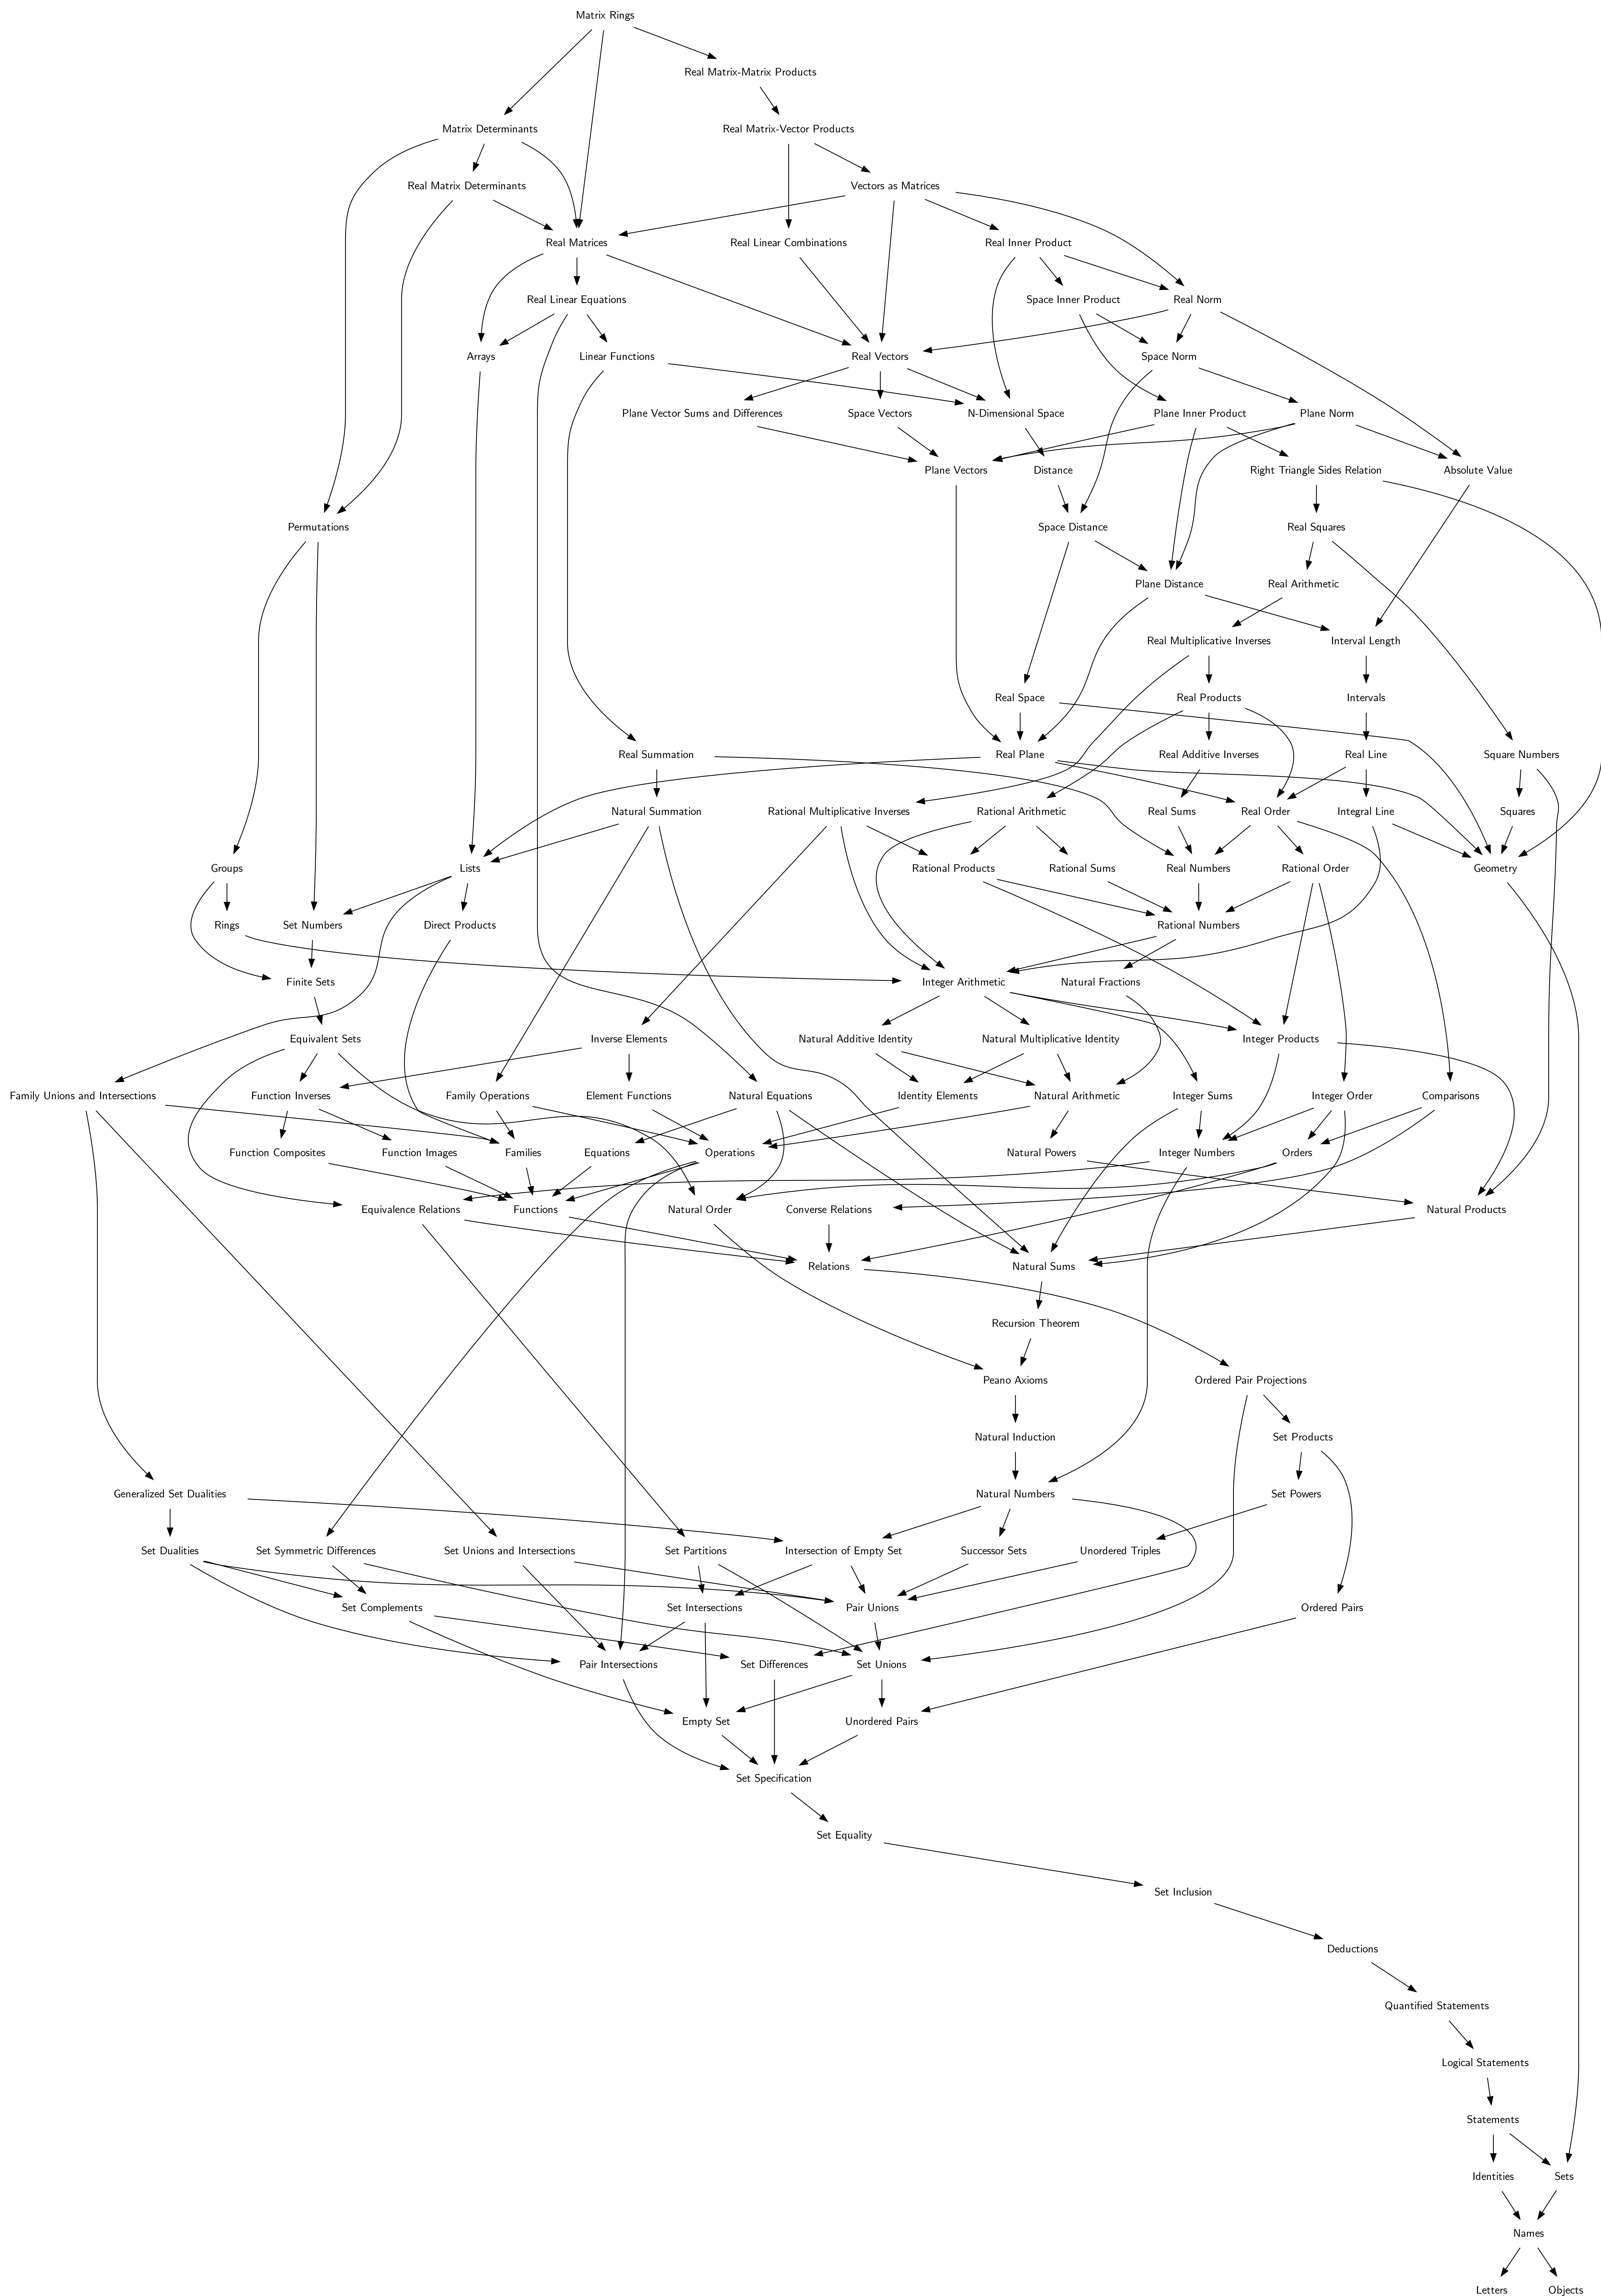 Matrix Rings
Real Matrix-Matrix Products
Matrix Determinants
Real Matrix-Vector Products
Real Matrix Determinants
Vectors as Matrices
Real Matrices
Real Linear Combinations
Real Inner Product
Real Linear Equations
Space Inner Product
Real Norm
Arrays
Linear Functions
Real Vectors
Space Norm
Plane Vector Sums and Differences
Space Vectors
N-Dimensional Space
Plane Inner Product
Plane Norm
Plane Vectors
Distance
Right Triangle Sides Relation
Absolute Value
Permutations
Space Distance
Real Squares
Plane Distance
Real Arithmetic
Real Multiplicative Inverses
Interval Length
Real Space
Real Products
Intervals
Real Summation
Real Plane
Real Additive Inverses
Real Line
Square Numbers
Natural Summation
Rational Multiplicative Inverses
Rational Arithmetic
Real Sums
Real Order
Integral Line
Squares
Groups
Lists
Rational Products
Rational Sums
Real Numbers
Rational Order
Geometry
Rings
Set Numbers
Direct Products
Rational Numbers
Finite Sets
Integer Arithmetic
Natural Fractions
Equivalent Sets
Inverse Elements
Natural Additive Identity
Natural Multiplicative Identity
Integer Products
Family Unions and Intersections
Function Inverses
Family Operations
Element Functions
Natural Equations
Identity Elements
Natural Arithmetic
Integer Sums
Integer Order
Comparisons
Function Composites
Function Images
Families
Equations
Operations
Natural Powers
Integer Numbers
Orders
Equivalence Relations
Functions
Natural Order
Converse Relations
Natural Products
Relations
Natural Sums
Recursion Theorem
Peano Axioms
Ordered Pair Projections
Natural Induction
Set Products
Generalized Set Dualities
Natural Numbers
Set Powers
Set Dualities
Set Symmetric Differences
Set Unions and Intersections
Set Partitions
Intersection of Empty Set
Successor Sets
Unordered Triples
Set Complements
Set Intersections
Pair Unions
Ordered Pairs
Pair Intersections
Set Differences
Set Unions
Empty Set
Unordered Pairs
Set Specification
Set Equality
Set Inclusion
Deductions
Quantified Statements
Logical Statements
Statements
Identities
Sets
Names
Letters
Objects